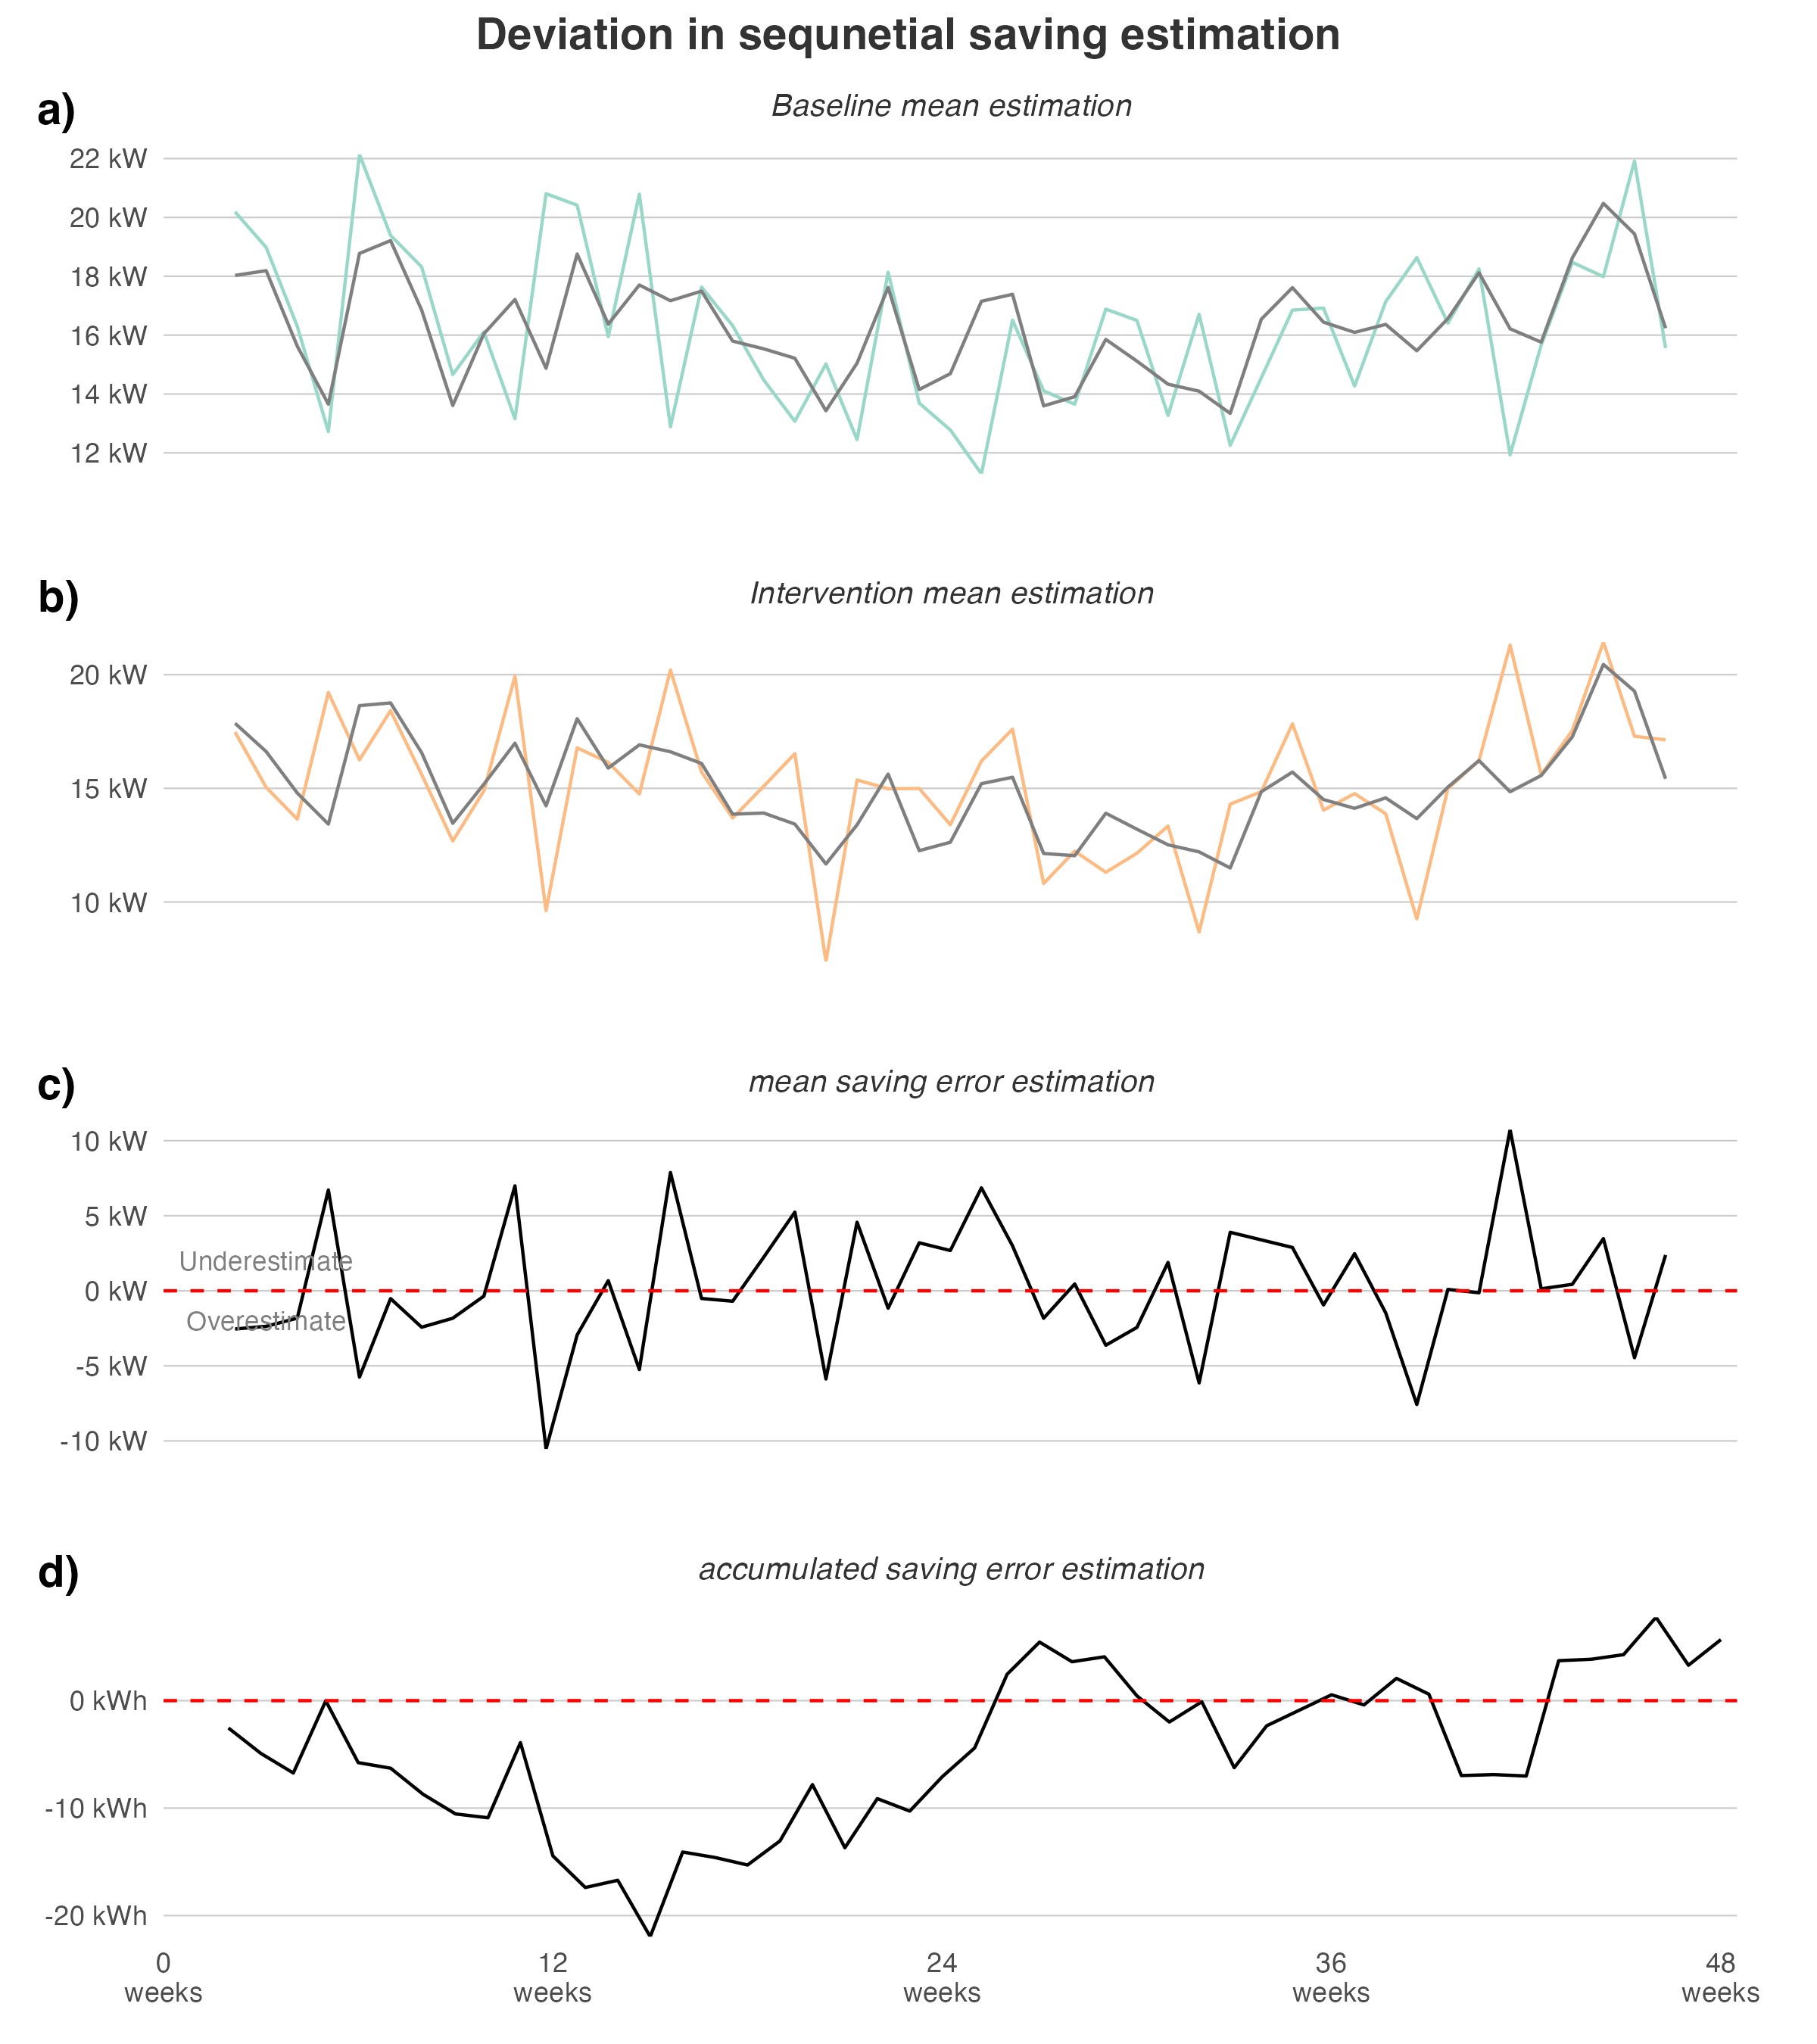 Deviation in sequnetial saving estimation
a)
Baseline mean estimation
22 kW
20 kW
18 kW
16 kW
14 kW
12 kW
b)
Intervention mean estimation
20 kW
15 kW
10 kW
c)
mean saving error estimation
10 kW
5 kW
Underestimate
0 kW
Overestimate
-5 kW
-10 kW
d)
accumulated saving error estimation
0 kWh
-10 kWh
-20 kWh
0 12 24 36 48
weeks weeks weeks weeks weeks